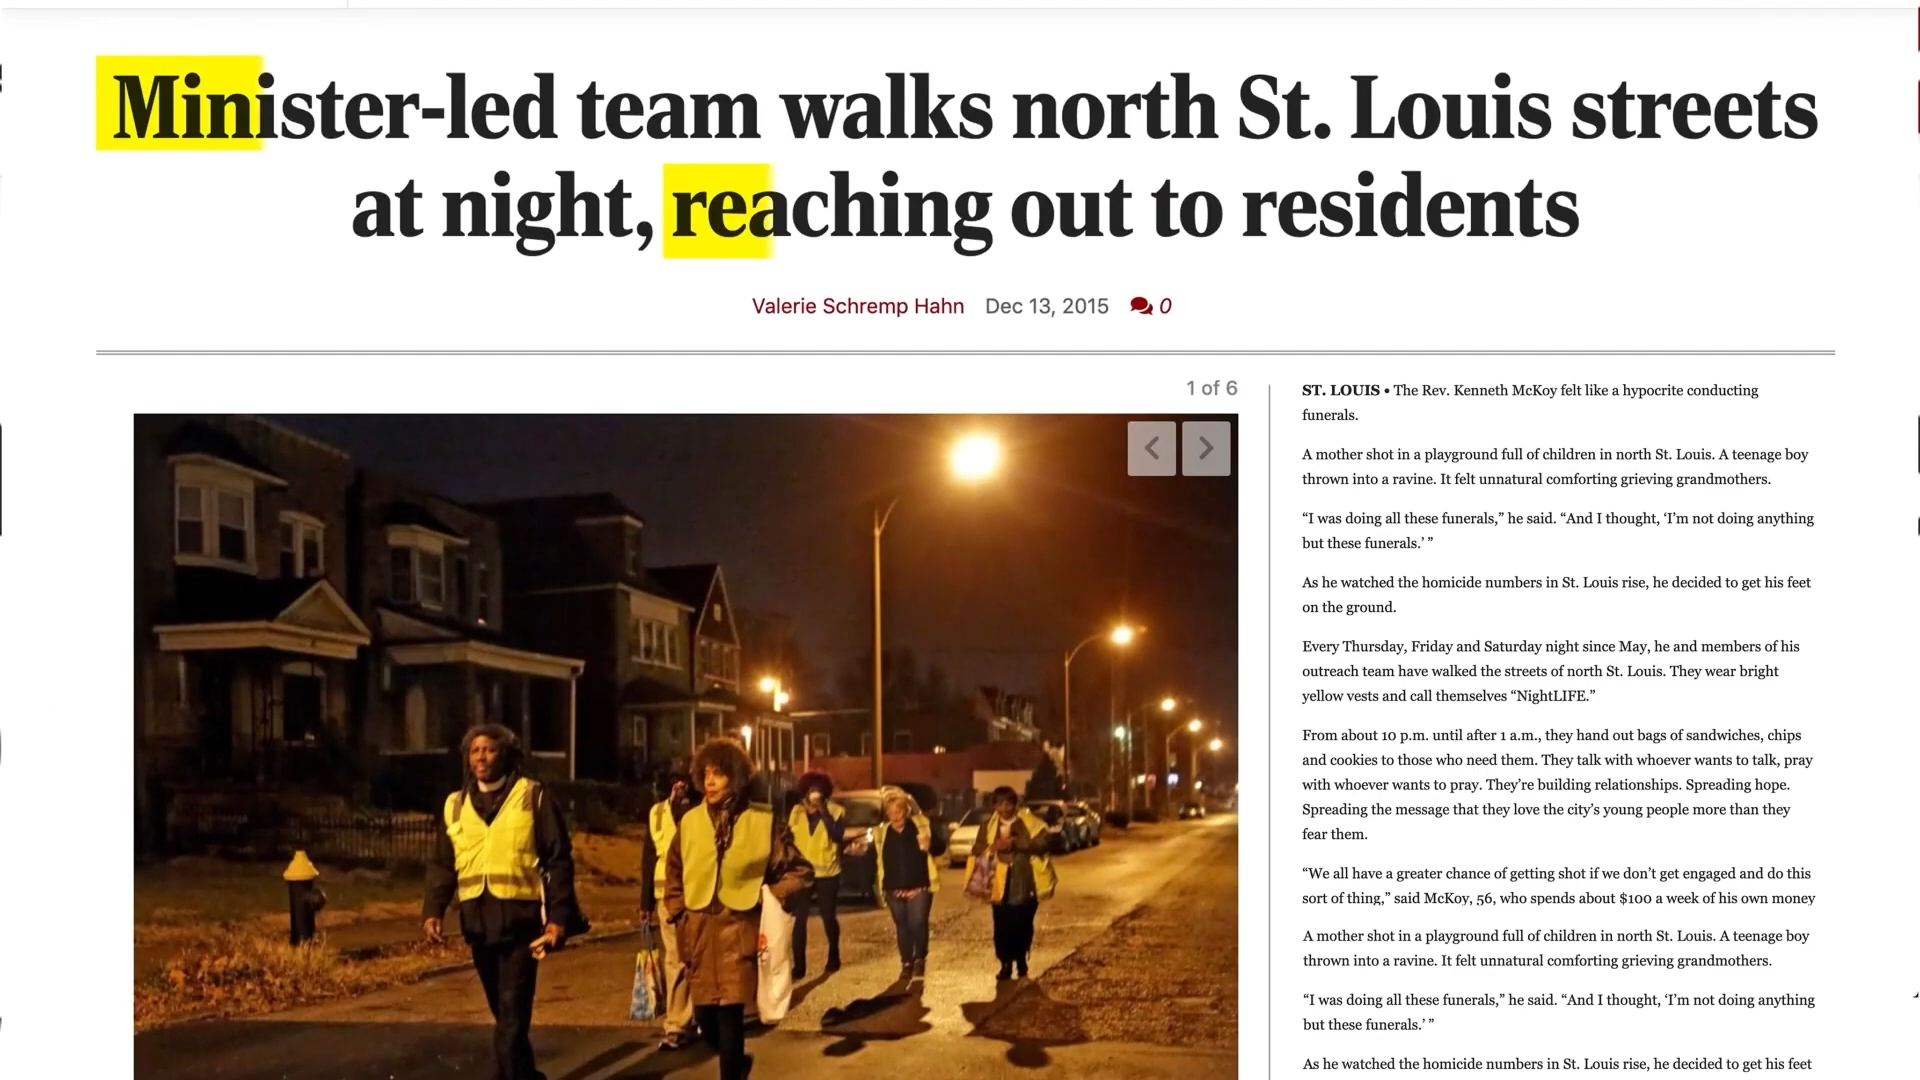 Minister-led team walks north St. Louis streets
at night, reaching out to residents
Valerie Schremp Hahn Dec 13, 2015 0
1 of 6
ST. LOUIS • The Rev. Kenneth McKoy felt like a hypocrite conducting
funerals.
A mother shot in a playground full of children in north St. Louis. A teenage boy
thrown into a ravine. It felt unnatural comforting grieving grandmothers.
“I was doing all these funerals,” he said. “And I thought, ‘I’m not doing anything
but these funerals.’ ”
As he watched the homicide numbers in St. Louis rise, he decided to get his feet
on the ground.
Every Thursday, Friday and Saturday night since May, he and members of his
outreach team have walked the streets of north St. Louis. They wear bright
yellow vests and call themselves “NightLIFE.”
From about 10 p.m. until after 1 a.m., they hand out bags of sandwiches, chips
and cookies to those who need them. They talk with whoever wants to talk, pray
with whoever wants to pray. They’re building relationships. Spreading hope.
Spreading the message that they love the city’s young people more than they
fear them.
“We all have a greater chance of getting shot if we don’t get engaged and do this
sort of thing,” said McKoy, 56, who spends about $100 a week of his own money
A mother shot in a playground full of children in north St. Louis. A teenage boy
thrown into a ravine. It felt unnatural comforting grieving grandmothers.
“I was doing all these funerals,” he said. “And I thought, ‘I’m not doing anything
but these funerals.’ ”
As he watched the homicide numbers in St. Louis rise, he decided to get his feet